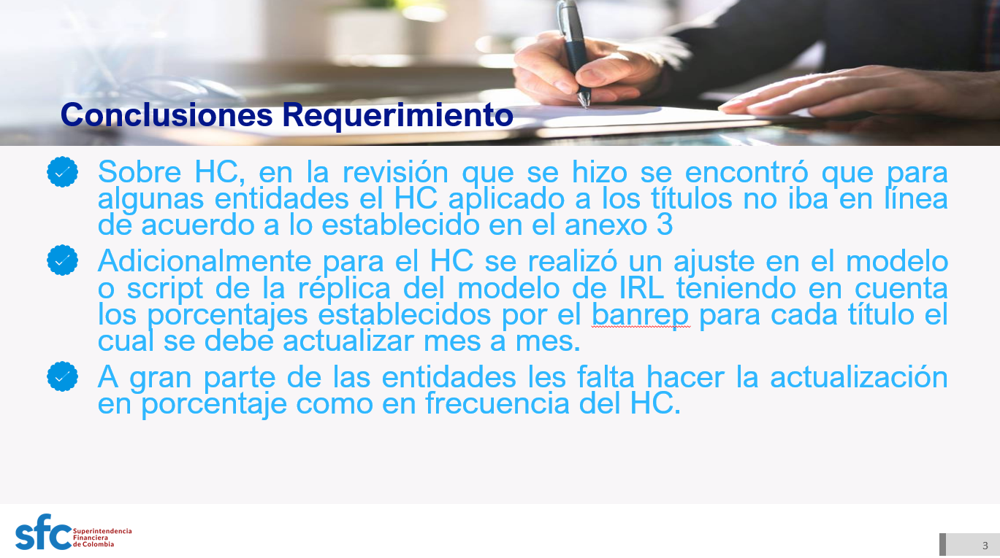 Conclusiones Requerimiento
Sobre HC, en la revisión que se hizo se encontró que para
algunas entidades el HC aplicado a los títulos no iba en línea
de acuerdo a lo establecido en el anexo 3
Adicionalmente para el HC se realizó un ajuste en el modelo
o script de la réplica del modelo de IRL teniendo en cuenta
los porcentajes establecidos por el banrep para cada título el
cual se debe actualizar mes a mes.
A gran parte de las entidades les falta hacer la actualización
en porcentaje como en frecuencia del HC.
sfc
Superintendencia
Financiera
de Colombia
3